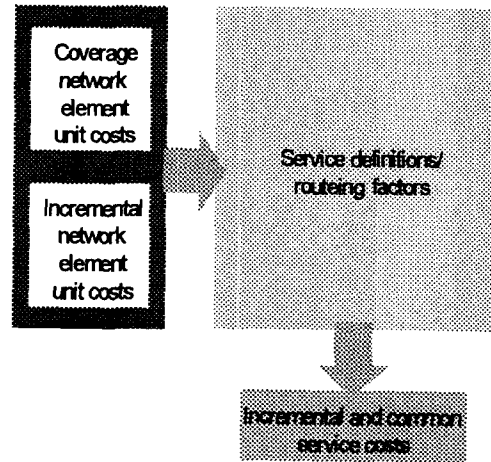 Coverage
network
element
unit costs
Incremental
network
element
unit costs
Service definitions/
routeing factors
Incremental and common
service costs